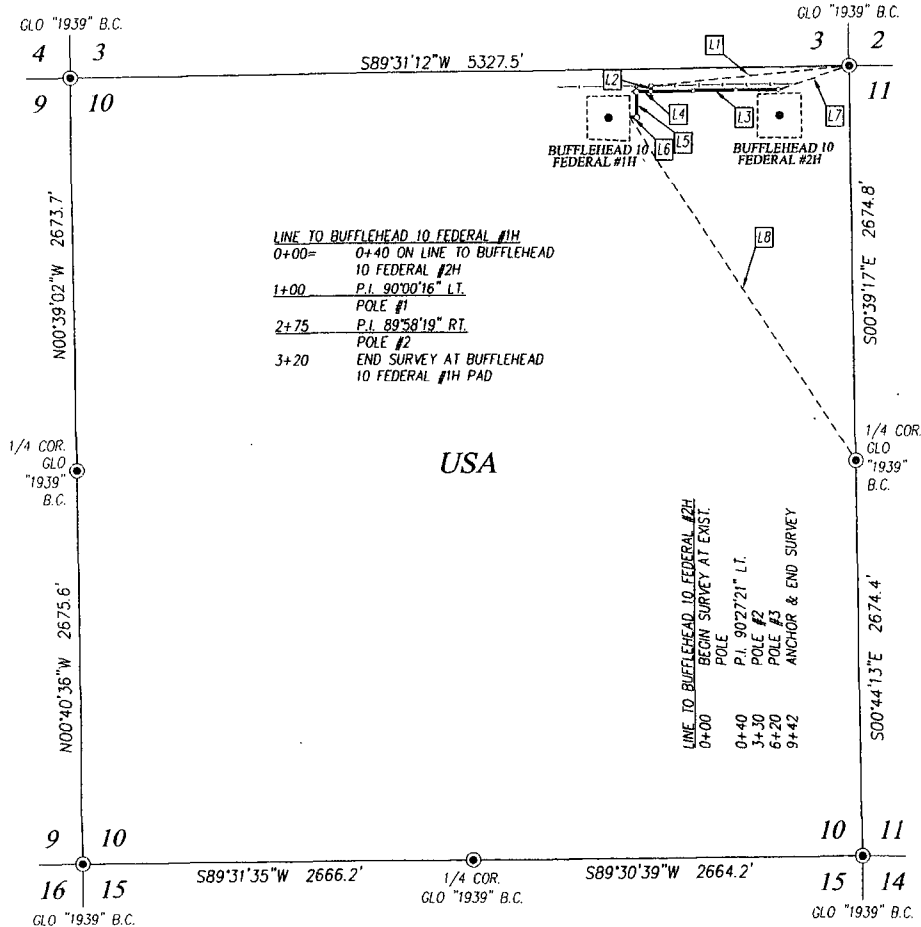 GLO "1939" B.C.
GLO "1939" B.C.
4 3
3 2
S89°31'12"W 5327.5'
L1
9 10
11
L2
L4
L3
L7
L5
L6
BUFFLEHEAD 10
FEDERAL #1H
BUFFLEHEAD 10
FEDERAL #2H
N00°39'02"W 2673.7'
S00°39'17"E 2674.8'
L8
LINE TO BUFFLEHEAD 10 FEDERAL #1H
0+00= 0+40 ON LINE TO BUFFLEHEAD
10 FEDERAL #2H
1+00 P.I. 90°00'16" LT.
POLE #1
2+75 P.I. 89°58'19" RT.
POLE #2
3+20 END SURVEY AT BUFFLEHEAD
10 FEDERAL #1H PAD
1/4 COR.
GLO
"1939"
B.C.
USA
1/4 COR.
GLO
"1939"
B.C.
LINE TO BUFFLEHEAD 10 FEDERAL #2H
0+00 BEGIN SURVEY AT EXIST.
POLE
0+40 P.I. 90°27'21" LT.
3+30 POLE #2
6+20 POLE #3
9+42 ANCHOR & END SURVEY
N00°40'36"W 2675.6'
S00°44'13"E 2674.4'
9 10
10 11
S89°31'35"W 2666.2'
S89°30'39"W 2664.2'
16 15
1/4 COR.
GLO "1939" B.C.
15 14
GLO "1939" B.C.
GLO "1939" B.C.